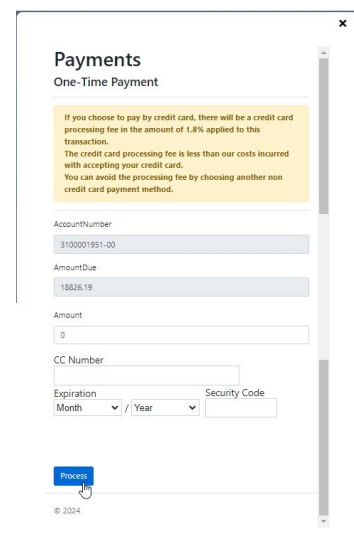 ×
Payments
One-Time Payment
If you choose to pay by credit card, there will be a credit card
processing fee in the amount of 1.8% applied to this
transaction.
The credit card processing fee is less than our costs incurred
with accepting your credit card.
You can avoid the processing fee by choosing another non
credit card payment method.
AccountNumber
3100001951-00
AmountDue
18826.19
Amount
0
CC Number
Expiration Security Code
Month / Year
Process
© 2024